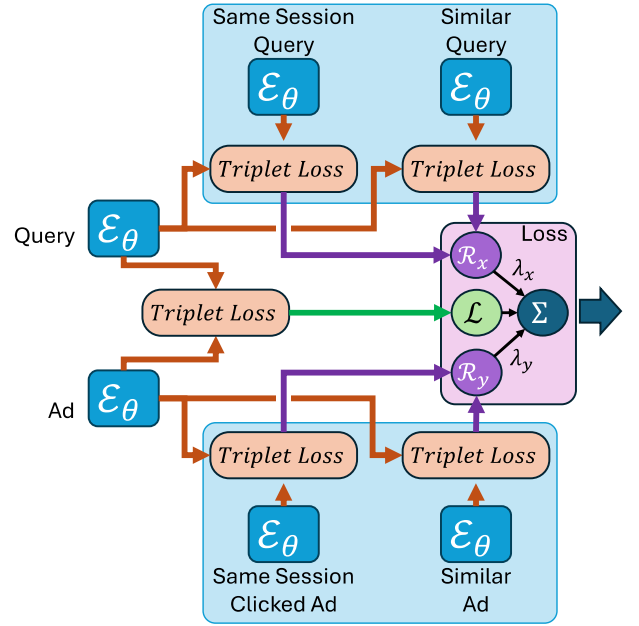 Same Session
Query
Similar
Query
ℰθ
ℰθ
Triplet Loss
Triplet Loss
Query
ℰθ
Loss
ℛx
λx
Triplet Loss
ℒ
Σ
ℛy
λy
Ad
ℰθ
Triplet Loss
Triplet Loss
ℰθ
ℰθ
Same Session
Clicked Ad
Similar
Ad